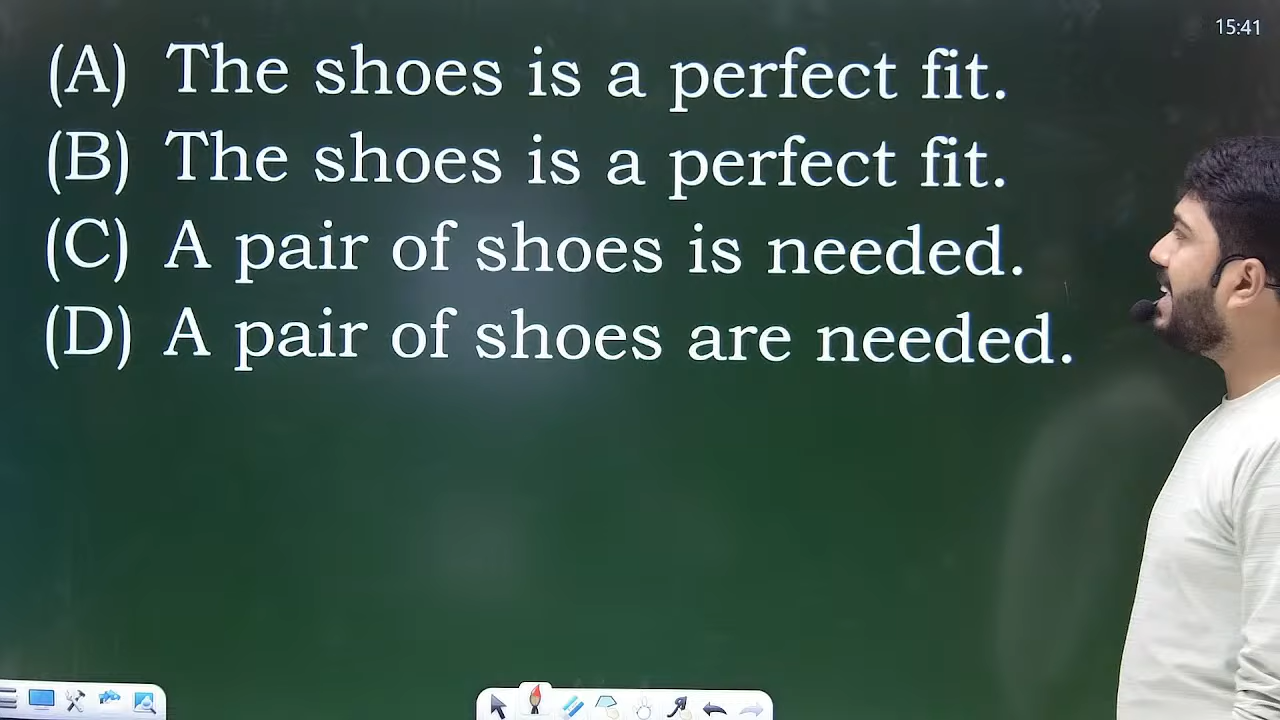 15:41
(A) The shoes is a perfect fit.
(B) The shoes is a perfect fit.
(C) A pair of shoes is needed.
(D) A pair of shoes are needed.